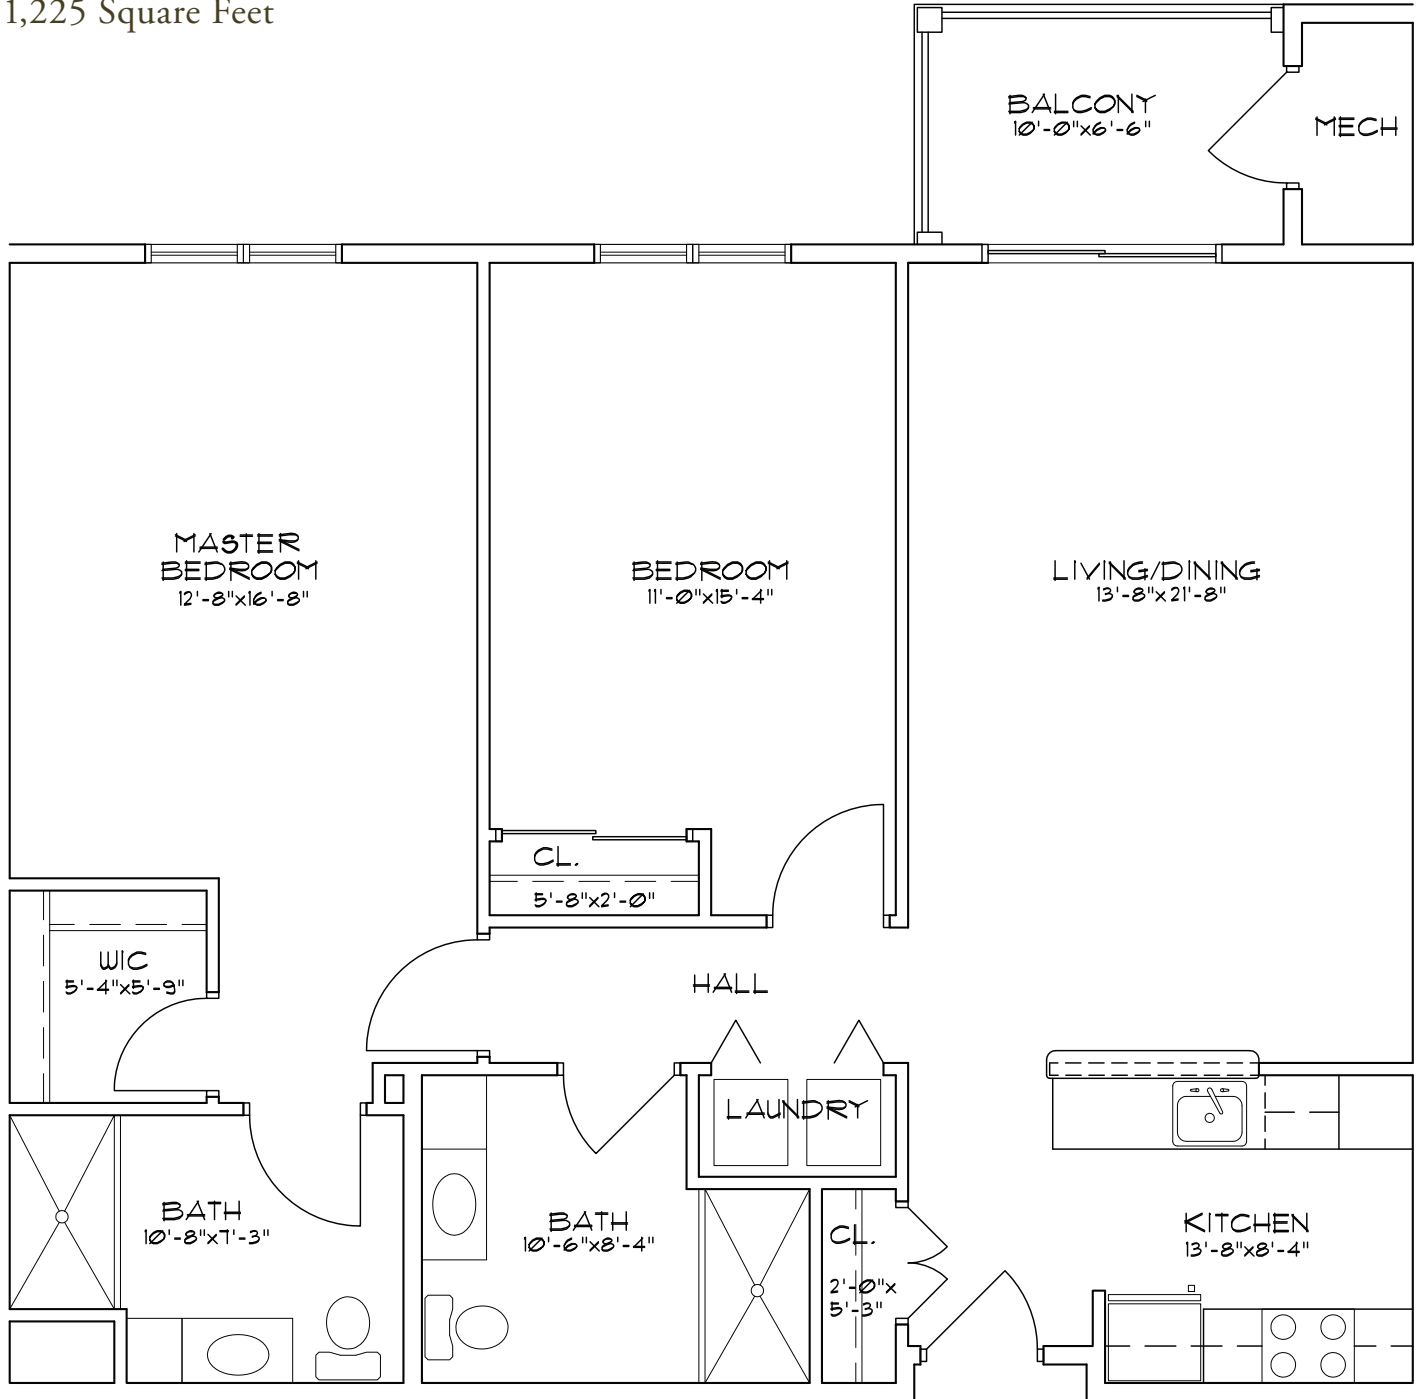 1,225 Square Feet
BALCONY
10'-0"x6'-6"
MECH
MASTER
BEDROOM
12'-8"x16'-8"
BEDROOM
11'-0"x15'-4"
LIVING/DINING
13'-8"x21'-8"
CL.
5'-8"x2'-0"
WIC
5'-4"x5'-9"
HALL
LAUNDRY
BATH
10'-8"x7'-3"
BATH
10'-6"x8'-4"
CL.
2'-0"x
5'-3"
KITCHEN
13'-8"x8'-4"